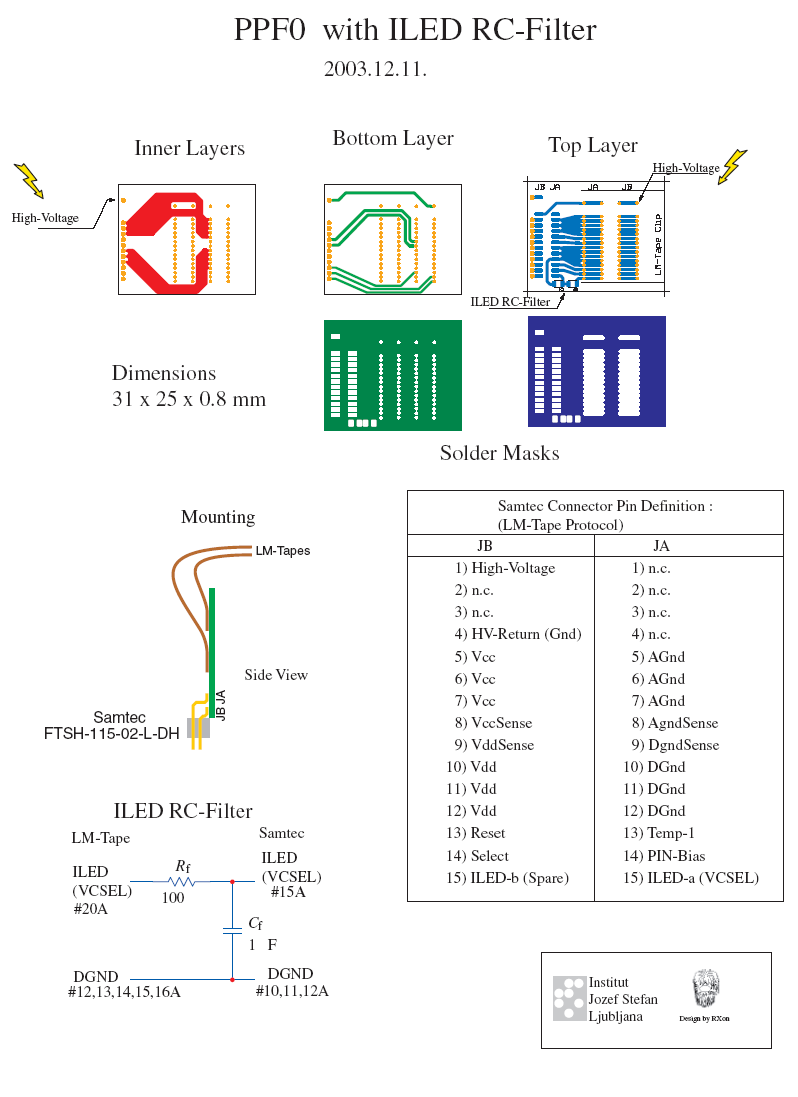 PPF0 with ILED RC-Filter
2003.12.11.
Inner Layers
Bottom Layer
Top Layer
High-Voltage
High-Voltage
JB JA
JA
JB
LM-Tape Clip
ILED RC-Filter
Dimensions
31 x 25 x 0.8 mm
Solder Masks
Mounting
LM-Tapes
Side View
JB JA
Samtec
FTSH-115-02-L-DH
Samtec Connector Pin Definition :
(LM-Tape Protocol)
JB
JA
1) High-Voltage
1) n.c.
2) n.c.
2) n.c.
3) n.c.
3) n.c.
4) HV-Return (Gnd)
4) n.c.
5) Vcc
5) AGnd
6) Vcc
6) AGnd
7) Vcc
7) AGnd
8) VccSense
8) AgndSense
9) VddSense
9) DgndSense
10) Vdd
10) DGnd
11) Vdd
11) DGnd
12) Vdd
12) DGnd
13) Reset
13) Temp-1
14) Select
14) PIN-Bias
15) ILED-b (Spare)
15) ILED-a (VCSEL)
ILED RC-Filter
LM-Tape
Samtec
ILED
(VCSEL)
#20A
Rf
100
ILED
(VCSEL)
#15A
Cf
1 F
DGND
#12,13,14,15,16A
DGND
#10,11,12A
Institut
Jozef Stefan
Ljubljana
Design by RXon